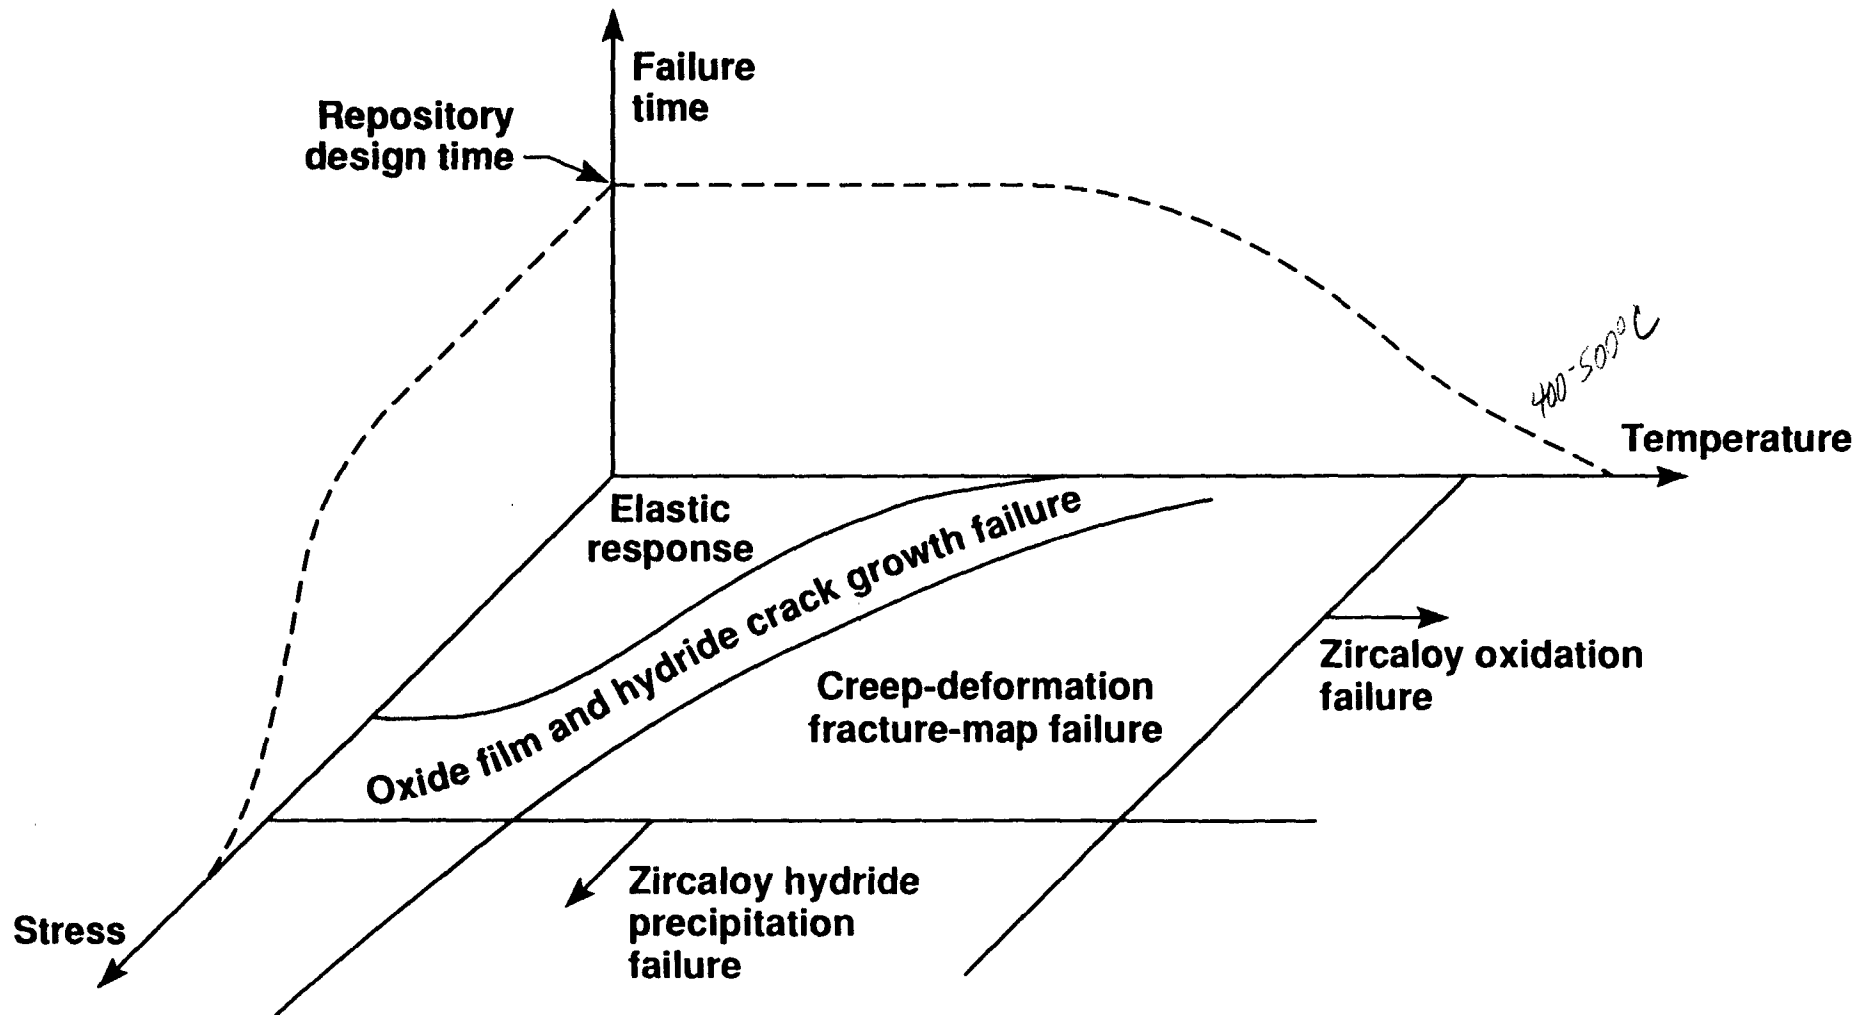 Failure
time
Repository
design time
400-500°C
Temperature
Elastic
response
Oxide film and hydride crack growth failure
Zircaloy oxidation
failure
Creep-deformation
fracture-map failure
Zircaloy hydride
precipitation
failure
Stress